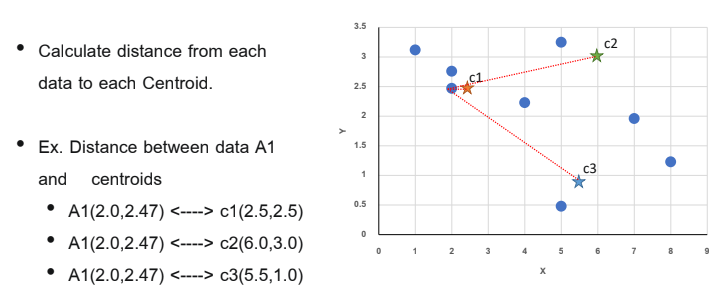 • Calculate distance from each
data to each Centroid.
• Ex. Distance between data A1
and centroids
• A1(2.0,2.47) <----> c1(2.5,2.5)
• A1(2.0,2.47) <----> c2(6.0,3.0)
• A1(2.0,2.47) <----> c3(5.5,1.0)
3.5
3
2.5
2
1.5
1
0.5
0
Y
c1
c2
c3
0 1 2 3 4 5 6 7 8 9
X